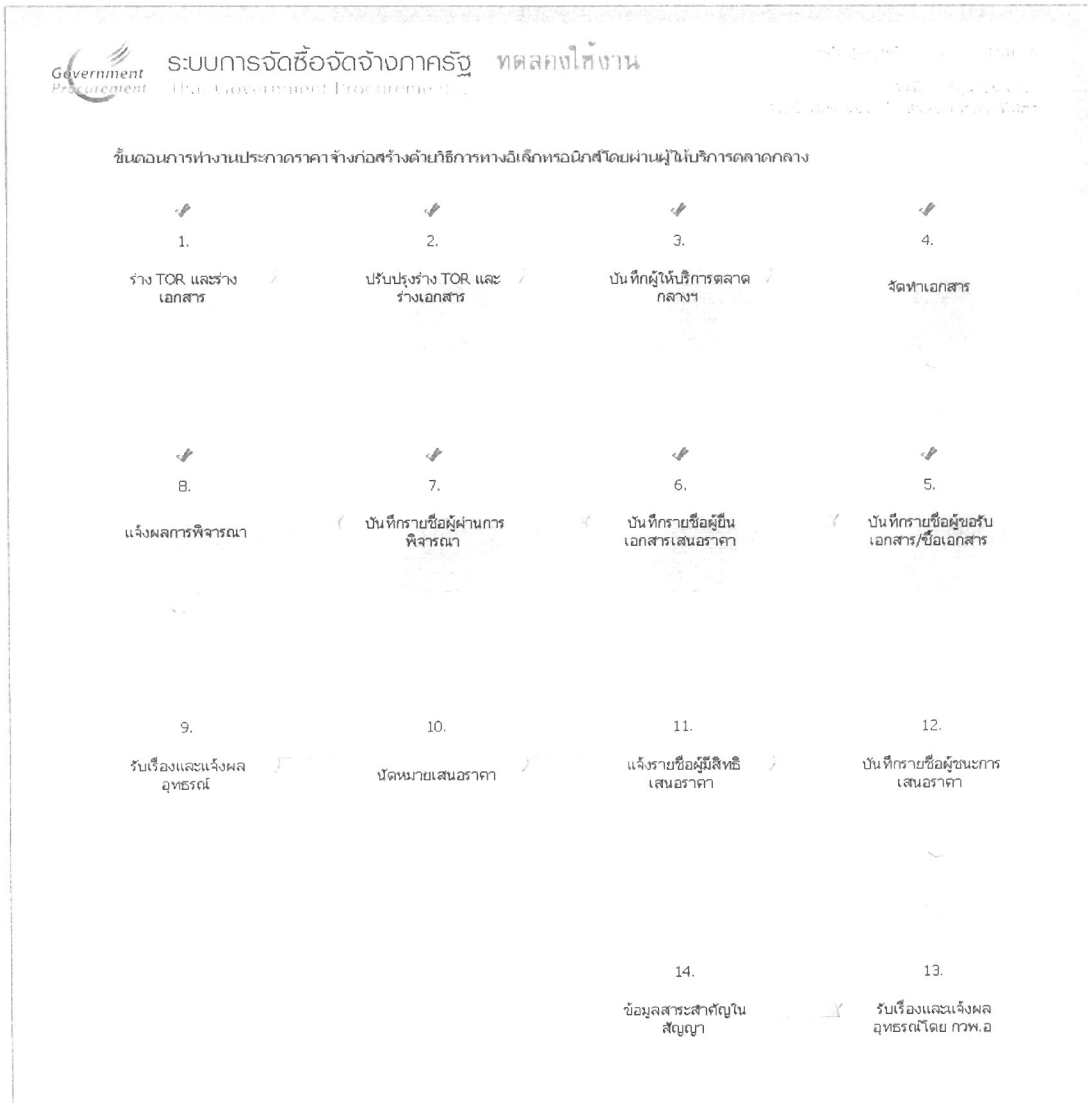 Government
Procurement
ระบบการจัดซื้อจัดจ้างภาครัฐ ทดลองใช้งาน
Thai Government Procurement
ขั้นตอนการทำงานประกวดราคาจ้างก่อสร้างด้วยวิธีการทางอิเล็กทรอนิกส์โดยผ่านผู้ให้บริการตลาดกลาง
1.
ร่าง TOR และร่าง
เอกสาร
2.
ปรับปรุงร่าง TOR และ
ร่างเอกสาร
3.
บันทึกผู้ให้บริการตลาด
กลางฯ
4.
จัดทำเอกสาร
8.
แจ้งผลการพิจารณา
7.
บันทึกรายชื่อผู้ผ่านการ
พิจารณา
6.
บันทึกรายชื่อผู้ยื่น
เอกสารเสนอราคา
5.
บันทึกรายชื่อผู้ขอรับ
เอกสาร/ซื้อเอกสาร
9.
รับเรื่องและแจ้งผล
อุทธรณ์
10.
นัดหมายเสนอราคา
11.
แจ้งรายชื่อผู้มีสิทธิ
เสนอราคา
12.
บันทึกรายชื่อผู้ชนะการ
เสนอราคา
14.
ข้อมูลสาระสำคัญใน
สัญญา
13.
รับเรื่องและแจ้งผล
อุทธรณ์โดย กวพ.อ